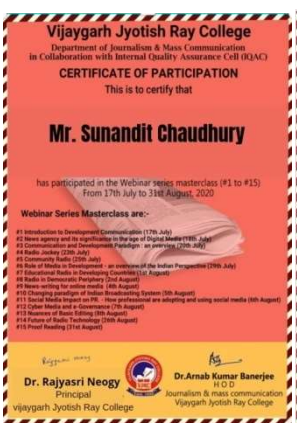 Vijaygarh Jyotish Ray College
Department of Journalism & Mass Communication
in Collaboration with Internal Quality Assurance Cell (IQAC)
CERTIFICATE OF PARTICIPATION
This is to certify that
Mr. Sunandit Chaudhury
has participated in the Webinar series masterclass (#1 to #15)
From 17th July to 31st August, 2020
Webinar Series Masterclass are:-
#1 Introduction to Development Communication (17th July)
#2 News agency and its significance in the age of Digital Media (18th July)
#3 Communication and Development Paradigm: an overview (20th July)
#4 Radio Jockey (23th July)
#5 Community Radio (25th July)
#6 Role of Media in Development - an overview of the Indian Perspective (29th July)
#7 Educational Radio in Developing Countries (1st August)
#8 Radio in Democratic Periphery (2nd August)
#9 News-writing for online media (4th August)
#10 Changing paradigm of Indian Broadcasting System (5th August)
#11 Social Media Impact on PR - How professional are adopting and using social media (6th August)
#12 Cyber Media and e-Governance (7th August)
#13 Nuances of Basic Editing (8th August)
#14 Future of Radio Technology (26th August)
#15 Proof Reading (31st August)
Dr. Rajyasri Neogy
Principal
vijaygarh Jyotish Ray College
Dr.Arnab Kumar Banerjee
H O D
Journalism & mass communication
Vijaygarh Jyotish Ray College